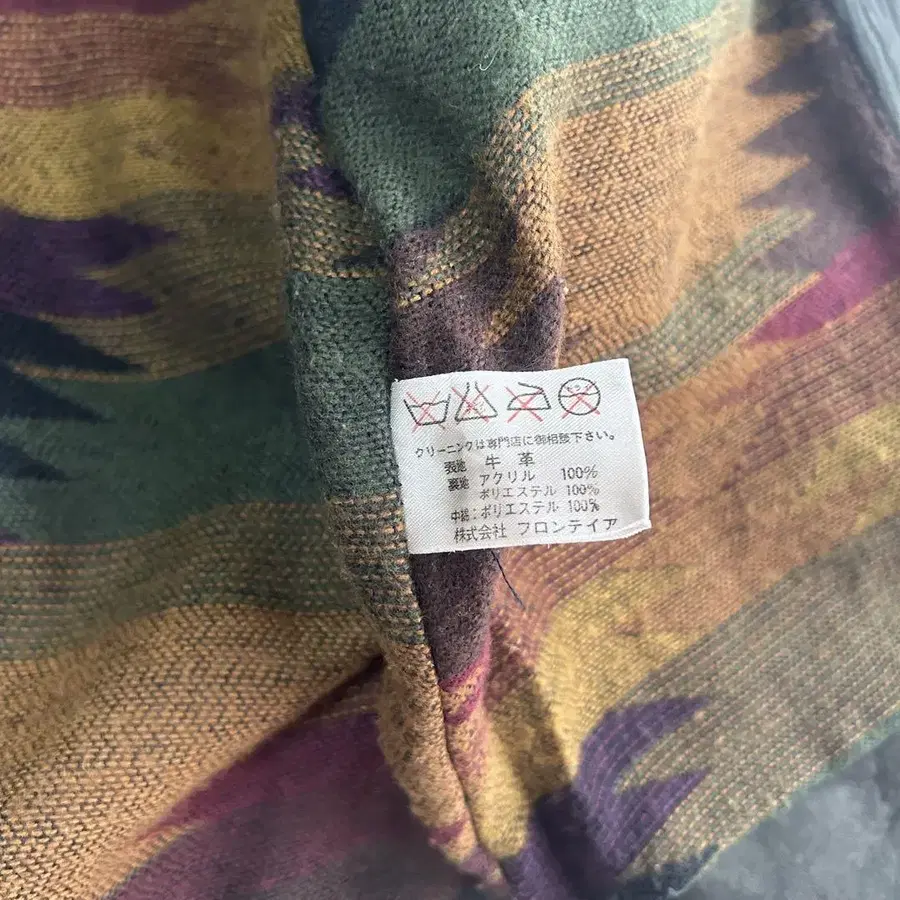 クリーニングは専門店に御相談下さい。
表地 牛革
裏地 アクリル 100%
ポリエステル 100%
中綿:ポリエステル 100%
株式会社 フロンテイア